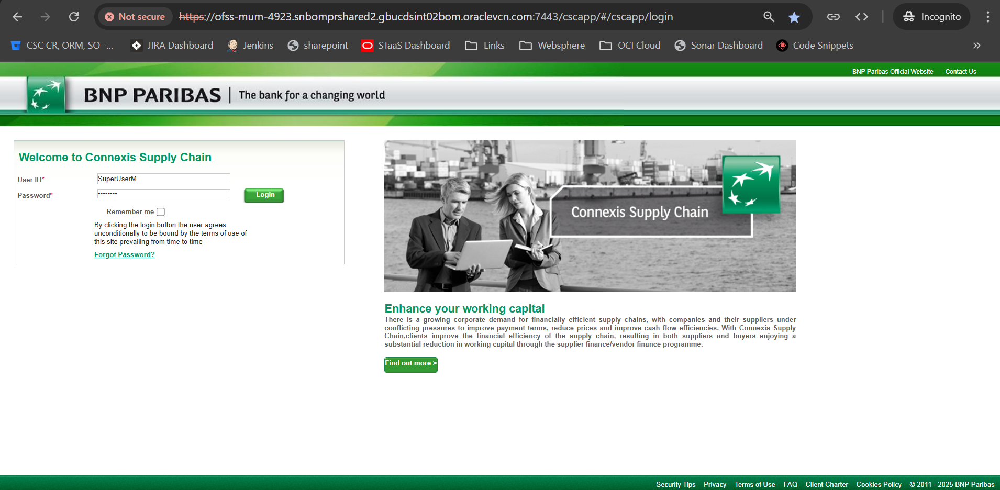 Not secure https://ofss-mum-4923.snbomprshared2.gbucdsint02bom.oraclevcn.com:7443/cscapp/#/cscapp/login Incognito
CSC CR, ORM, SO -... JIRA Dashboard Jenkins sharepoint STaaS Dashboard Links Websphere OCI Cloud Sonar Dashboard Code Snippets
BNP Paribas Official Website Contact Us
BNP PARIBAS | The bank for a changing world
Welcome to Connexis Supply Chain
User ID* SuperUserM
Password* ••••••••
Login
Remember me
By clicking the login button the user agrees
unconditionally to be bound by the terms of use of
this site prevailing from time to time
Forgot Password?
Connexis Supply Chain
Enhance your working capital
There is a growing corporate demand for financially efficient supply chains, with companies and their suppliers under
conflicting pressures to improve payment terms, reduce prices and improve cash flow efficiencies. With Connexis Supply
Chain,clients improve the financial efficiency of the supply chain, resulting in both suppliers and buyers enjoying a
substantial reduction in working capital through the supplier finance/vendor finance programme.
Find out more >
Security Tips Privacy Terms of Use FAQ Client Charter Cookies Policy © 2011 - 2025 BNP Paribas